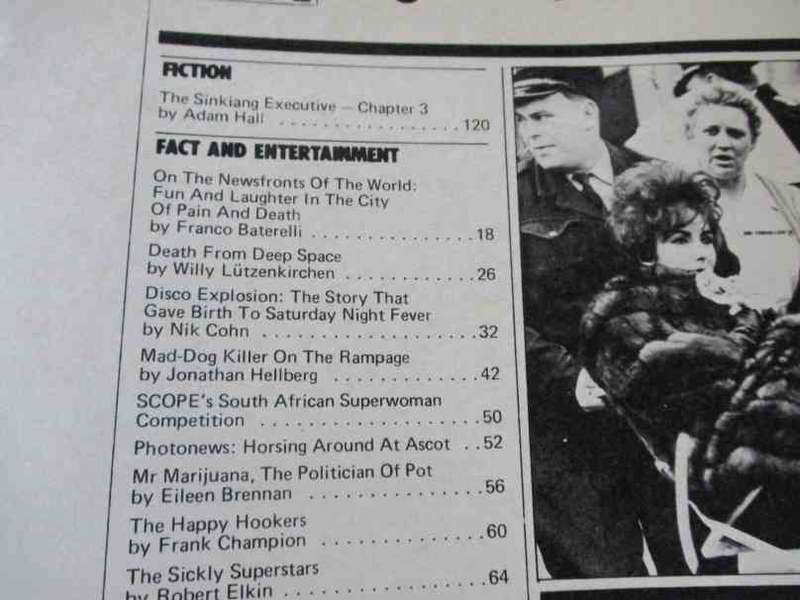 FICTION
The Sinkiang Executive — Chapter 3
by Adam Hall . . . . . . . . . . . . . . . . . 120
FACT AND ENTERTAINMENT
On The Newsfronts Of The World:
Fun And Laughter In The City
Of Pain And Death
by Franco Baterelli . . . . . . . . . . . . . . 18
Death From Deep Space
by Willy Lützenkirchen . . . . . . . . . . . 26
Disco Explosion: The Story That
Gave Birth To Saturday Night Fever
by Nik Cohn . . . . . . . . . . . . . . . . . . 32
Mad-Dog Killer On The Rampage
by Jonathan Hellberg . . . . . . . . . . . . 42
SCOPE's South African Superwoman
Competition . . . . . . . . . . . . . . . . . 50
Photonews: Horsing Around At Ascot . . 52
Mr Marijuana, The Politician Of Pot
by Eileen Brennan . . . . . . . . . . . . . . 56
The Happy Hookers
by Frank Champion . . . . . . . . . . . . . 60
The Sickly Superstars
by Robert Elkin . . . . . . . . . . . . . . . . 64